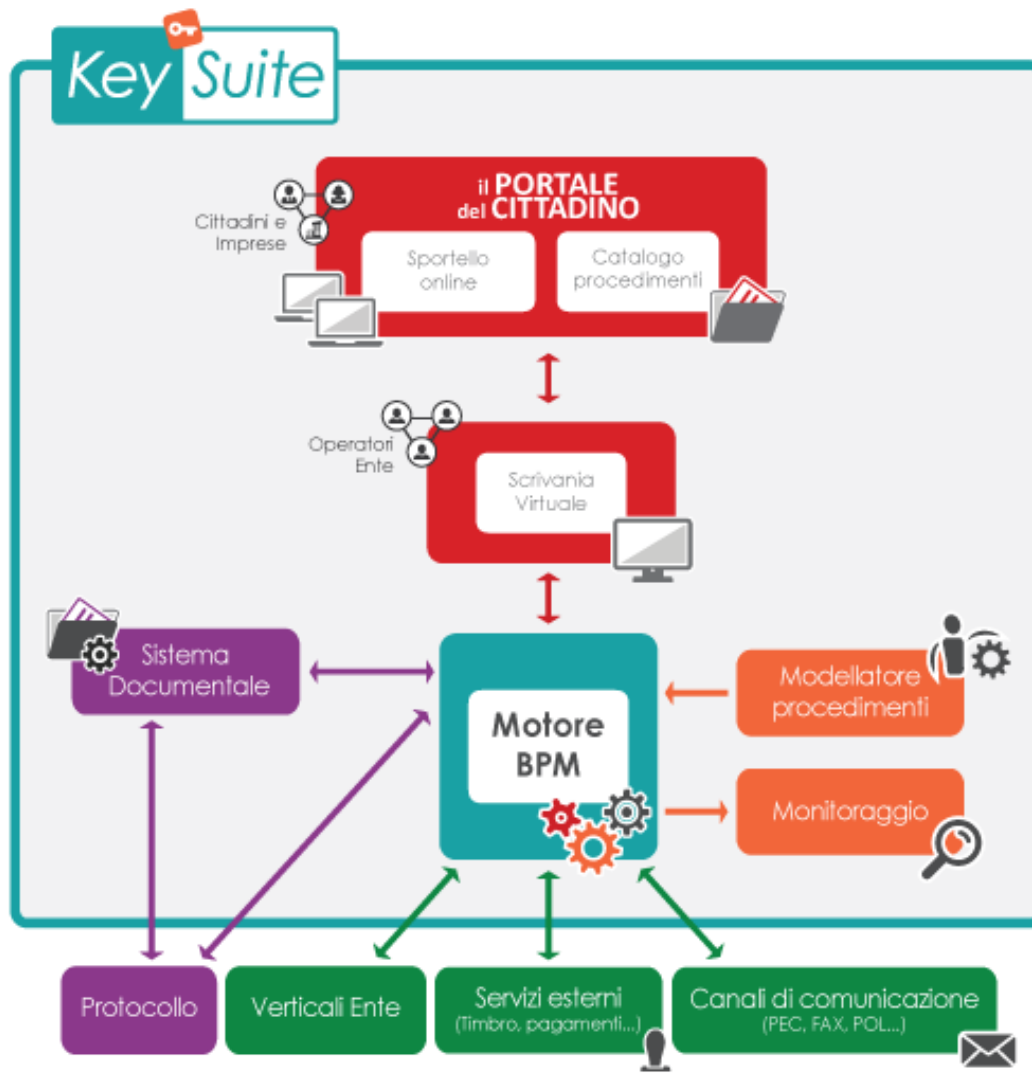 Key Suite
il PORTALE
del CITTADINO
Cittadini e
Imprese
Sportello
online
Catalogo
procedimenti
Operatori
Ente
Scrivania
Virtuale
Sistema
Documentale
Motore
BPM
Modellatore
procedimenti
Monitoraggio
Protocollo
Verticali Ente
Servizi esterni
(Timbro, pagamenti...)
Canali di comunicazione
(PEC, FAX, POL...)